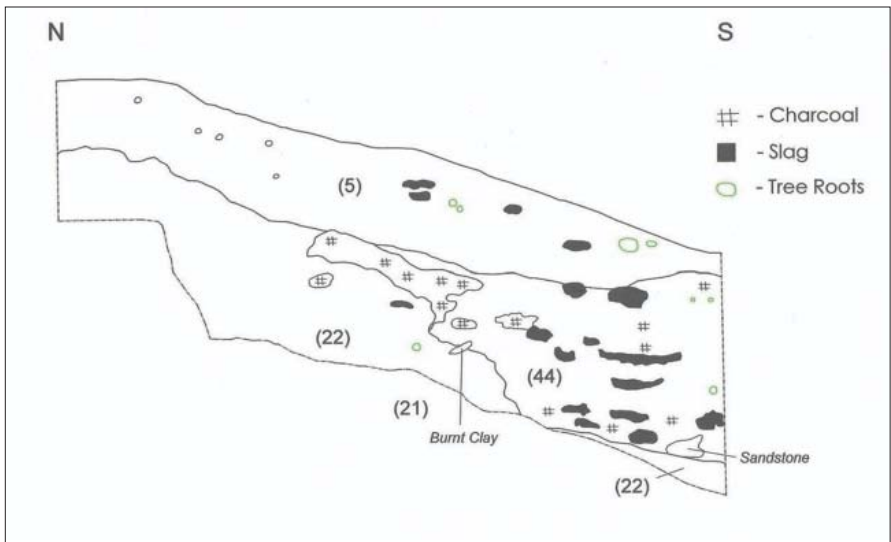 N
S
- Charcoal
- Slag
- Tree Roots
(5)
(22)
(44)
(21)
Burnt Clay
Sandstone
(22)